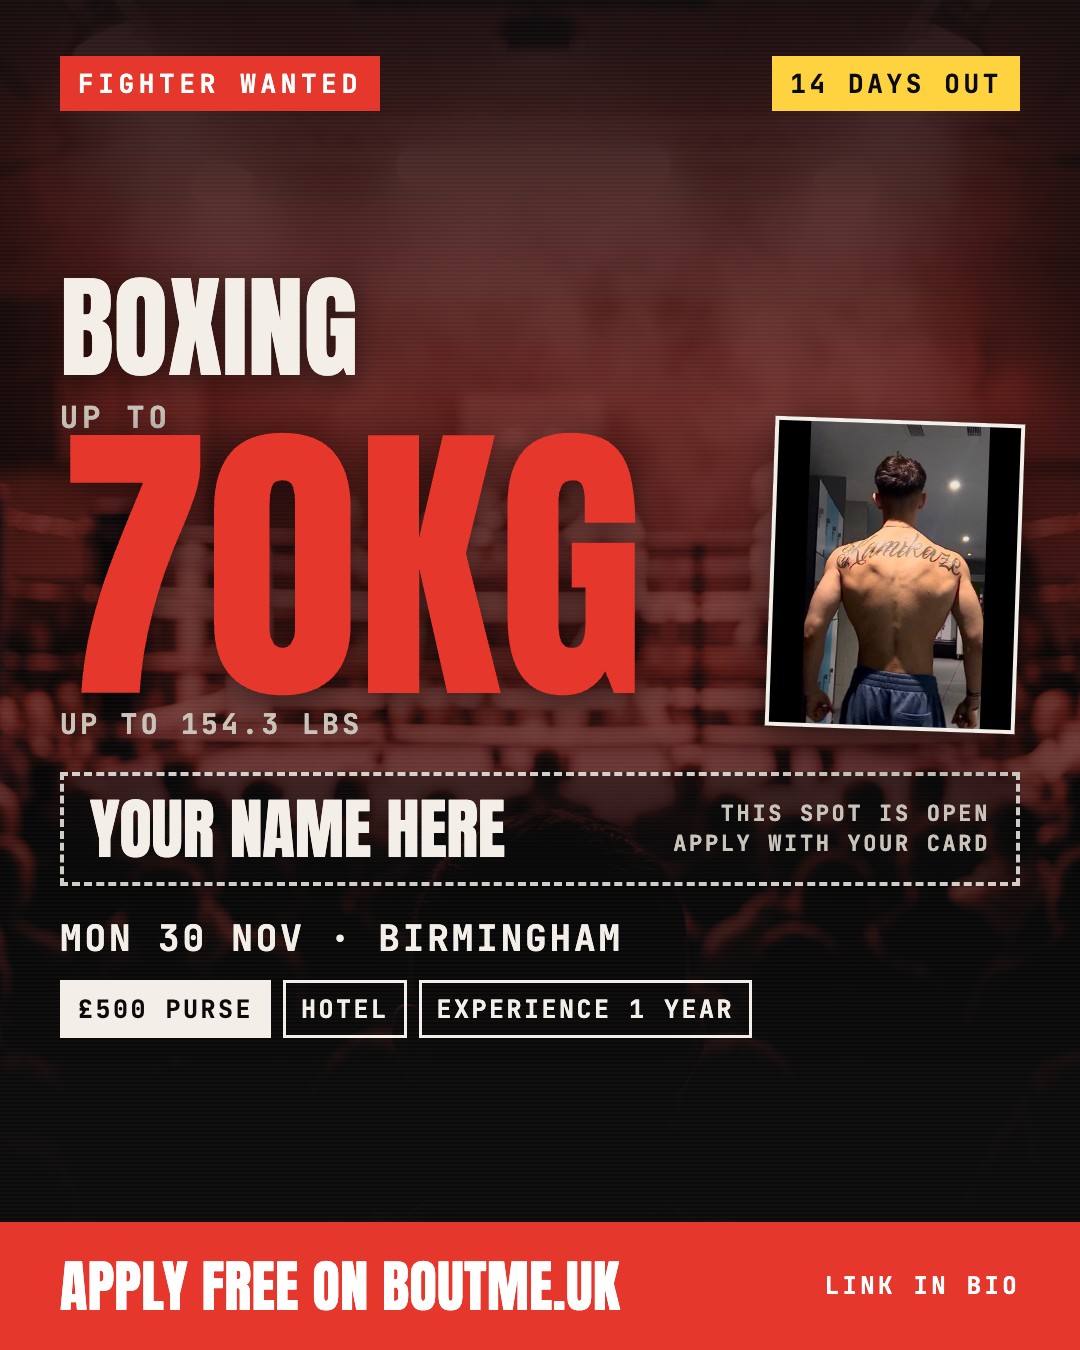 FIGHTER WANTED
14 DAYS OUT
BOXING
UP TO
70KG
Kamikaze
UP TO 154.3 LBS
YOUR NAME HERE
THIS SPOT IS OPEN
APPLY WITH YOUR CARD
MON 30 NOV · BIRMINGHAM
£500 PURSE
HOTEL
EXPERIENCE 1 YEAR
APPLY FREE ON BOUTME.UK
LINK IN BIO